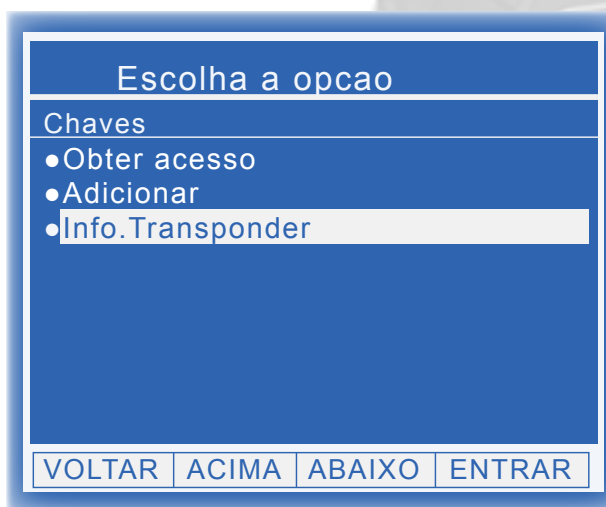 Escolha a opcao
Chaves
●Obter acesso
●Adicionar
●Info.Transponder
VOLTAR ACIMA ABAIXO ENTRAR